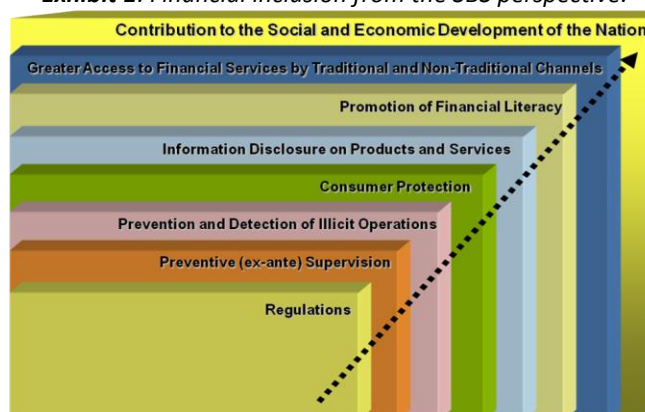 Exhibit 1: Financial Inclusion from the SBS perspective.
Contribution to the Social and Economic Development of the Nation
Greater Access to Financial Services by Traditional and Non-Traditional Channels
Promotion of Financial Literacy
Information Disclosure on Products and Services
Consumer Protection
Prevention and Detection of Illicit Operations
Preventive (ex-ante) Supervision
Regulations